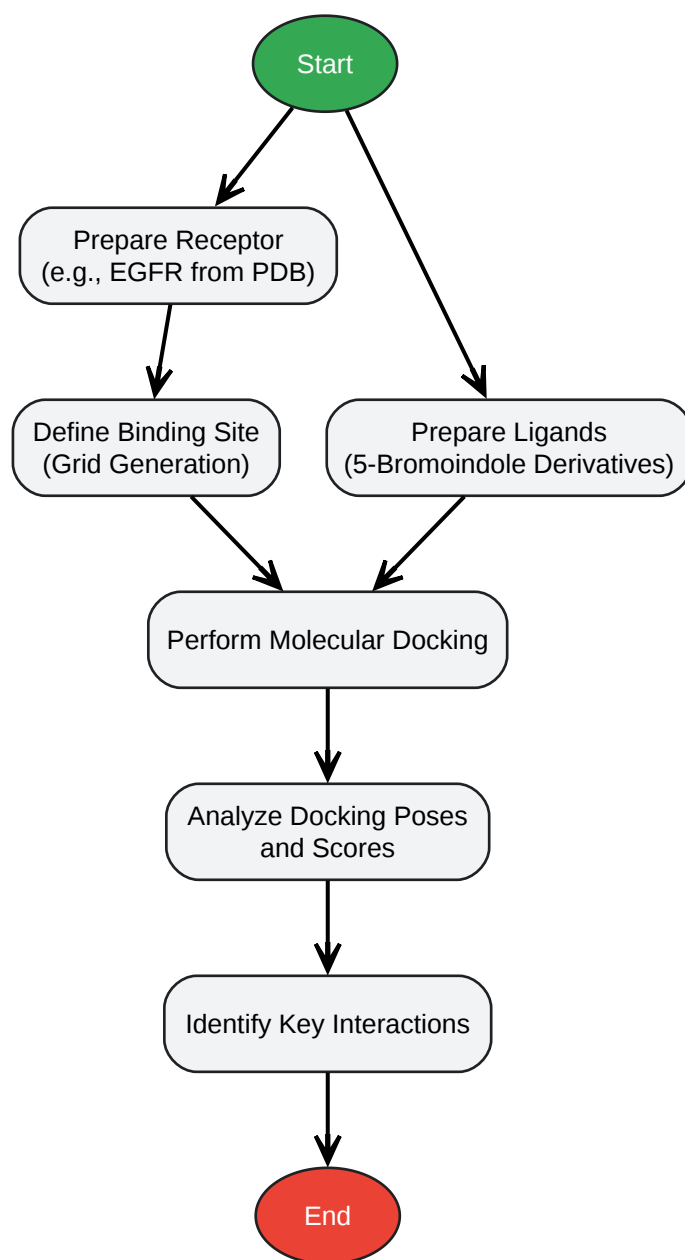 Start
Prepare Receptor
(e.g., EGFR from PDB)
Define Binding Site
(Grid Generation)
Prepare Ligands
(5-Bromoindole Derivatives)
Perform Molecular Docking
Analyze Docking Poses
and Scores
Identify Key Interactions
End